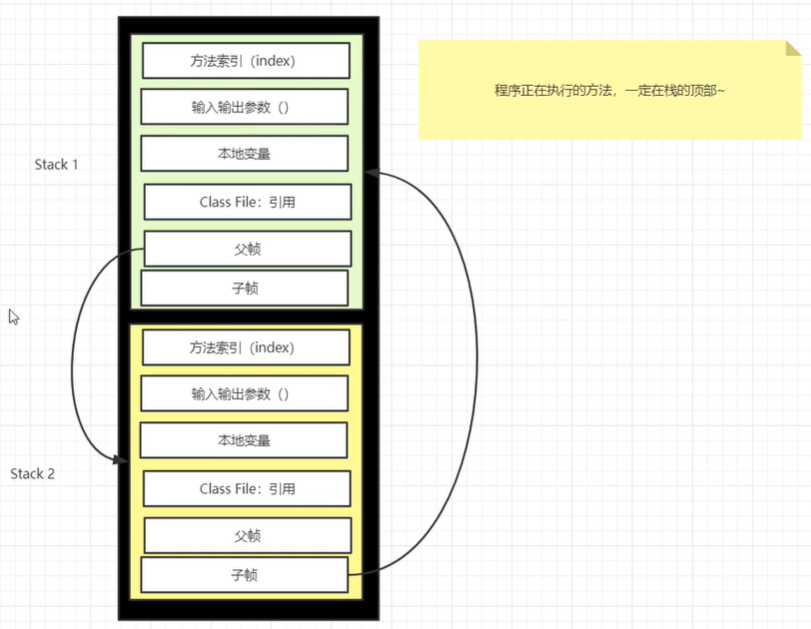 方法索引（index）
输入输出参数（）
本地变量
Stack 1
Class File：引用
父帧
子帧
程序正在执行的方法，一定在栈的顶部~
方法索引（index）
输入输出参数（）
本地变量
Stack 2
Class File：引用
父帧
子帧